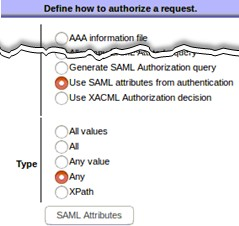 Define how to authorize a request.
AAA information file
query
Generate SAML Authorization query
Use SAML attributes from authentication
Use XACML Authorization decision
Type
All values
All
Any value
Any
XPath
SAML Attributes